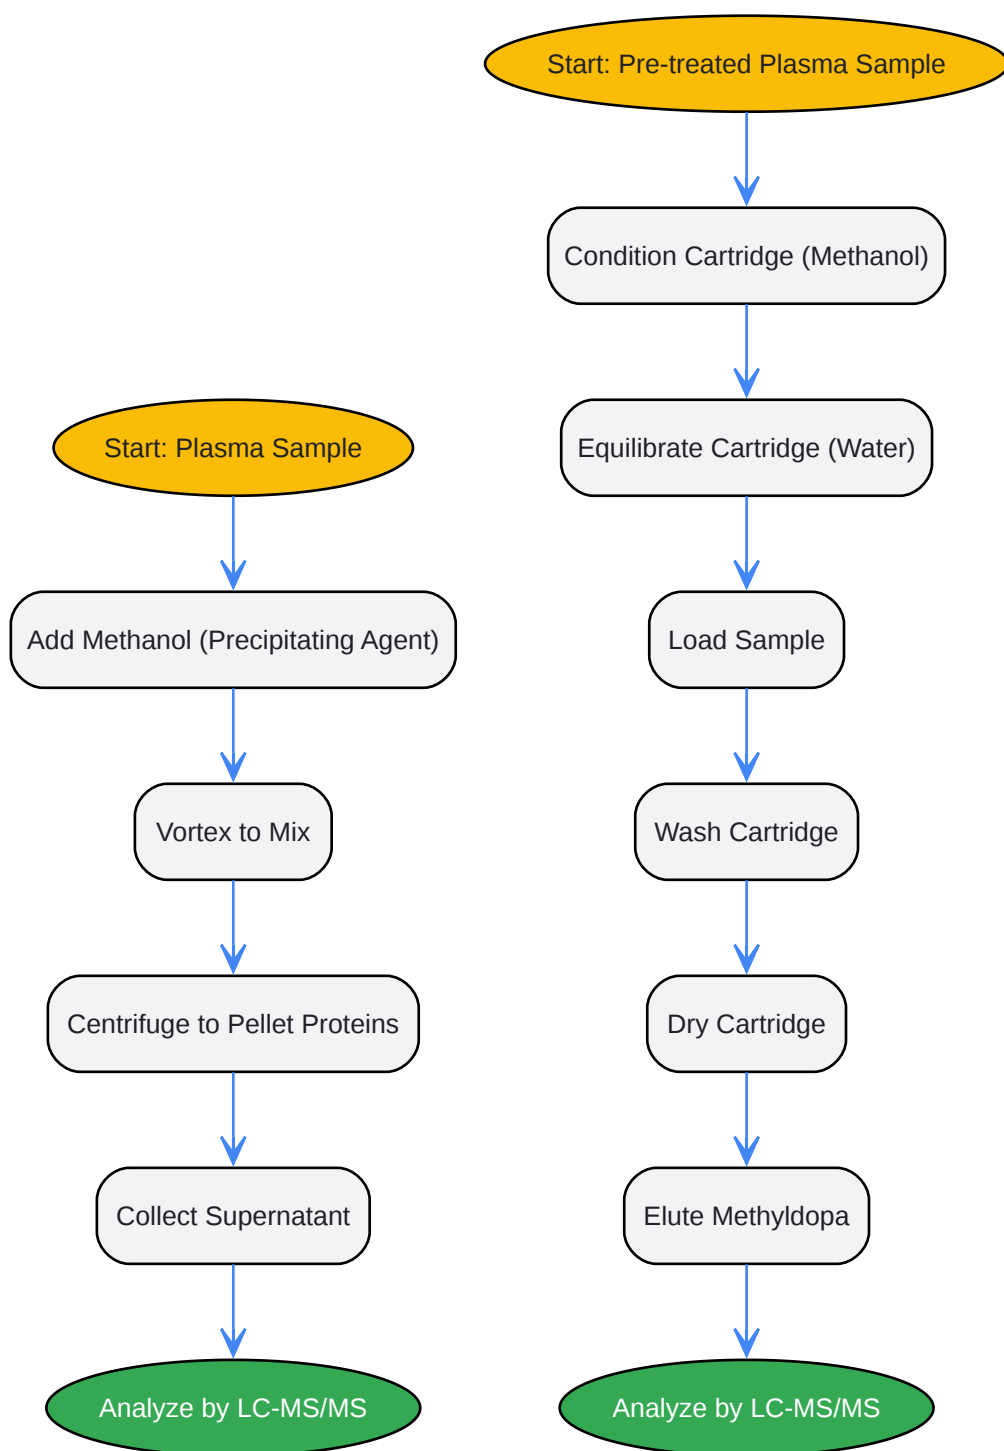 Start: Plasma Sample
Add Methanol (Precipitating Agent)
Vortex to Mix
Centrifuge to Pellet Proteins
Collect Supernatant
Analyze by LC-MS/MS
Start: Pre-treated Plasma Sample
Condition Cartridge (Methanol)
Equilibrate Cartridge (Water)
Load Sample
Wash Cartridge
Dry Cartridge
Elute Methyldopa
Analyze by LC-MS/MS